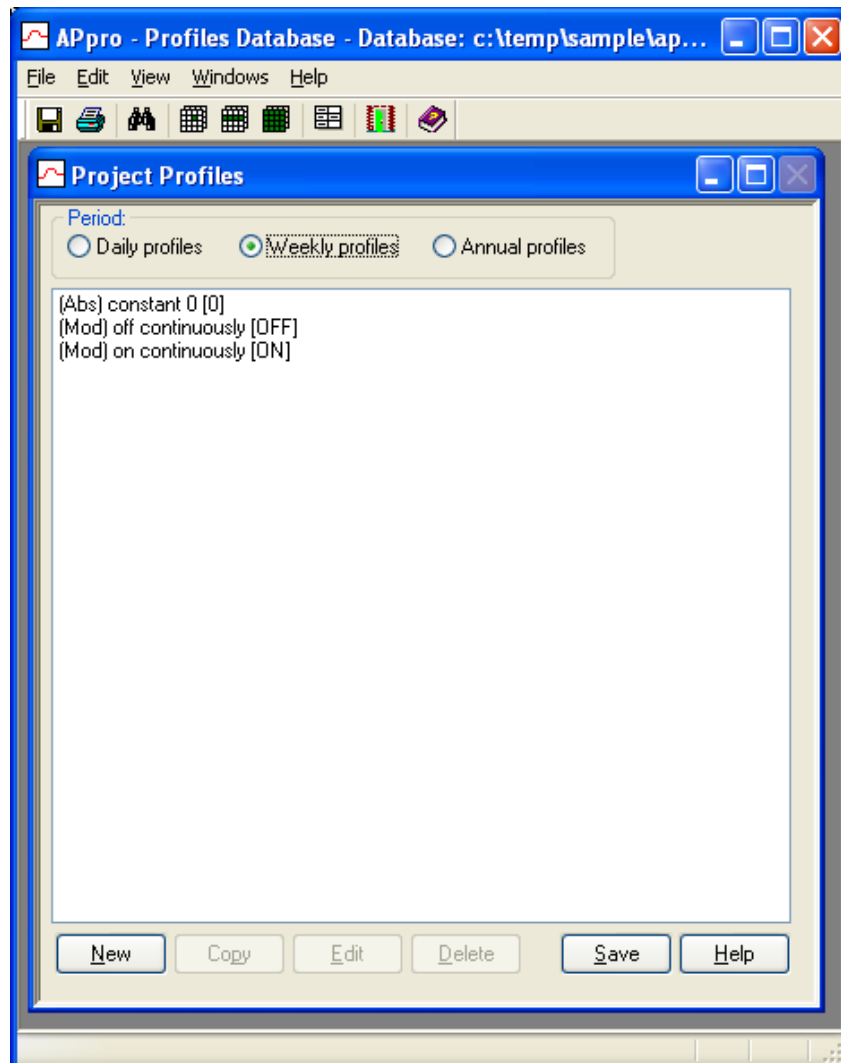 APpro - Profiles Database - Database: c:\temp\sample\ap...
File Edit View Windows Help
Project Profiles
Period:
Daily profiles Weekly profiles Annual profiles
(Abs) constant 0 [0]
(Mod) off continuously [OFF]
(Mod) on continuously [ON]
New Copy Edit Delete Save Help